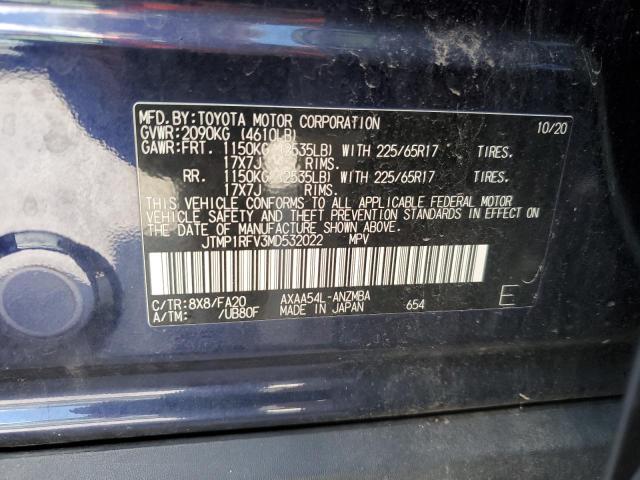 MFD.BY:TOYOTA MOTOR CORPORATION 10/20
GVWR:2090KG (4610LB)
GAWR:FRT. 1150KG(2535LB) WITH 225/65R17 TIRES.
17X7J RIMS.
RR. 1150KG(2535LB) WITH 225/65R17 TIRES.
17X7J RIMS.
THIS VEHICLE CONFORMS TO ALL APPLICABLE FEDERAL MOTOR
VEHICLE SAFETY AND THEFT PREVENTION STANDARDS IN EFFECT ON
THE DATE OF MANUFACTURE SHOWN ABOVE.
JTMP1RFV3MD532022 MPV
C/TR:8X8/FA20 AXAA54L-ANZMBA 654 E
A/TM: /UB80F MADE IN JAPAN